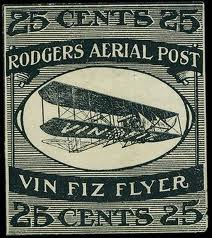 25 CENTS 25
RODGERS AERIAL POST
VIN FIZ
VIN FIZ FLYER
25 CENTS 25